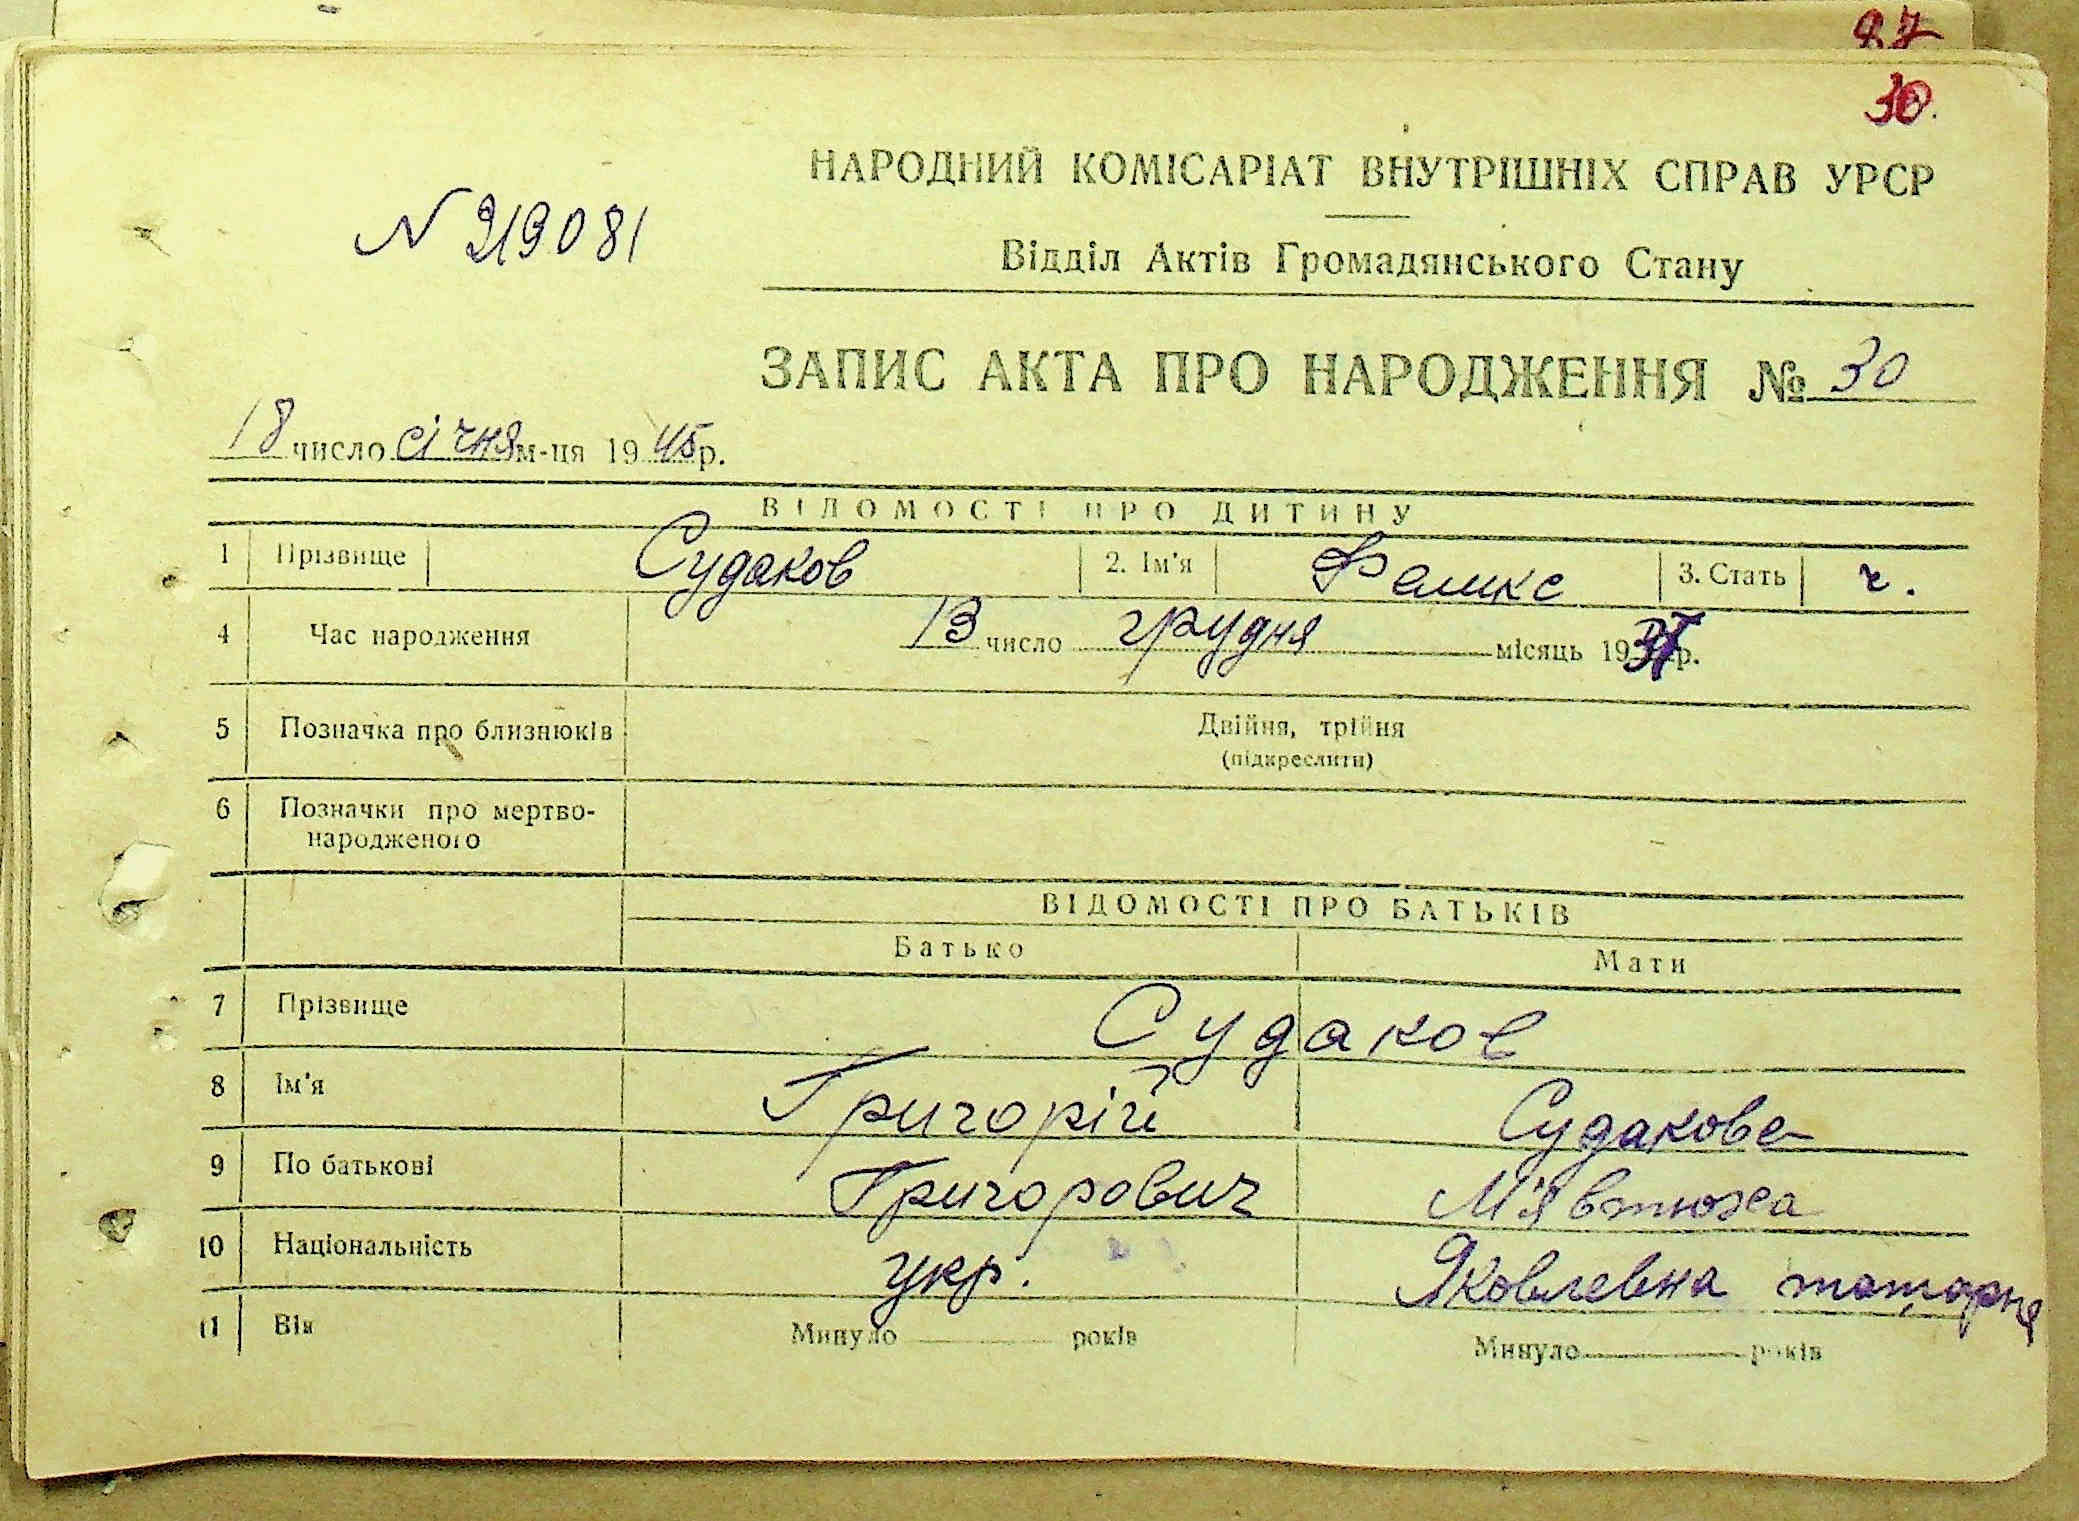 27
30.
НАРОДНИЙ КОМІСАРІАТ ВНУТРІШНІХ СПРАВ УРСР
N 219081
Відділ Актів Громадянського Стану
ЗАПИС АКТА ПРО НАРОДЖЕННЯ № 30
18 число січня м-ця 1945 р.
ВІДОМОСТІ ПРО ДИТИНУ
1 Прізвище Судаков 2. Ім'я Феликс 3. Стать ч.
4 Час народження 13 число грудня місяць 1937 р.
5 Позначка про близнюків Двійня, трійня
(підкреслити)
6 Позначки про мертво-
народженого
ВІДОМОСТІ ПРО БАТЬКІВ
Батько Мати
7 Прізвище Судаков
8 Ім'я Григорій Судакова
9 По батькові Григорович
10 Національність укр. Яковлевна татарка
11 Вік Минуло років Минуло років